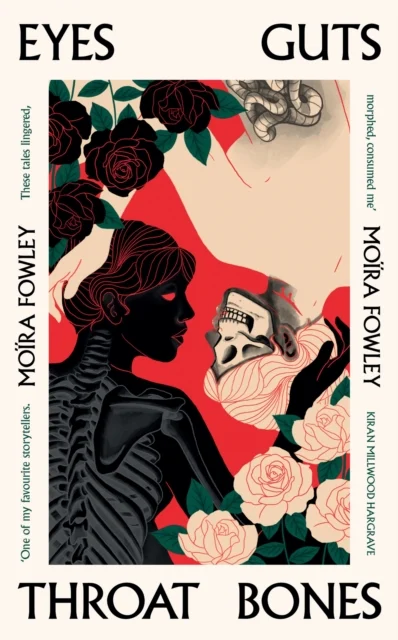 EYES GUTS
THROAT BONES
MOÏRA FOWLEY
MOÏRA FOWLEY
'One of my favourite storytellers. These tales lingered,
morphed, consumed me'
KIRAN MILLWOOD HARGRAVE